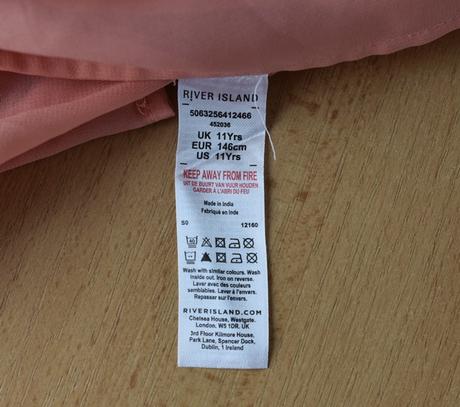 RIVER ISLAND
5063256412466
452036
UK 11Yrs
EUR 146cm
US 11Yrs
KEEP AWAY FROM FIRE
UIT DE BUURT VAN VUUR HOUDEN
GARDER À L'ABRI DU FEU
Made in India
Fabriqué en Inde
S0 12160
Wash with similar colours. Wash
inside out. Iron on reverse.
Laver avec des couleurs
semblables. Laver à l'envers.
Repasser sur l'envers.
RIVERISLAND.COM
Chelsea House, Westgate.
London. W5 1DR. UK
3rd Floor Kilmore House,
Park Lane, Spencer Dock,
Dublin, 1 Ireland